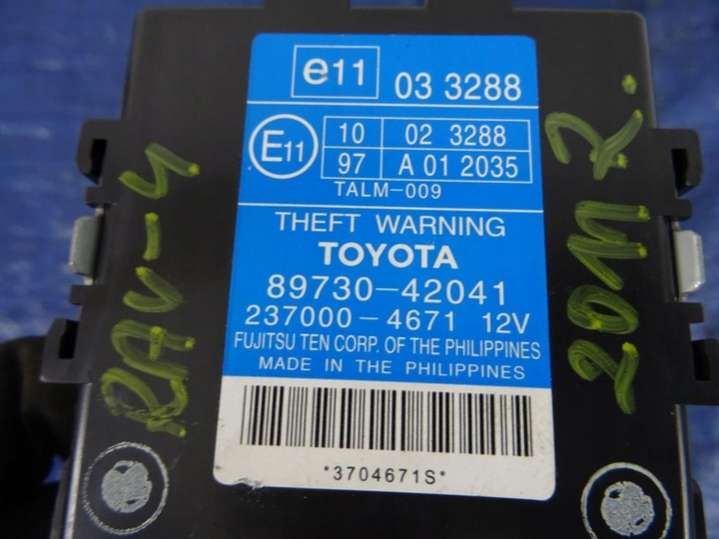 e11 03 3288
E11 10 02 3288
97 A 01 2035
TALM-009
THEFT WARNING
TOYOTA
89730-42041
237000-4671 12V
FUJITSU TEN CORP. OF THE PHILIPPINES
MADE IN THE PHILIPPINES
*3704671S*
RAV-4
2011 R.